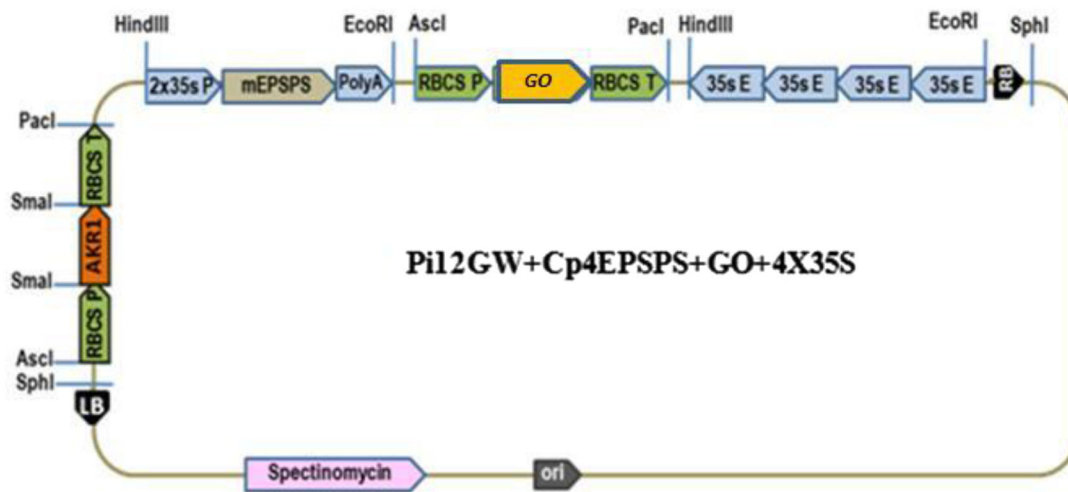 HindIII
EcoRI
AscI
PacI
HindIII
EcoRI
SphI
2x35s P
mEPSPS
PolyA
RBCS P
GO
RBCS T
35s E
35s E
35s E
35s E
RB
PacI
RBCS T
SmaI
AKR1
SmaI
RBCS P
AscI
SphI
LB
Pi12GW+Cp4EPSPS+GO+4X35S
Spectinomycin
ori